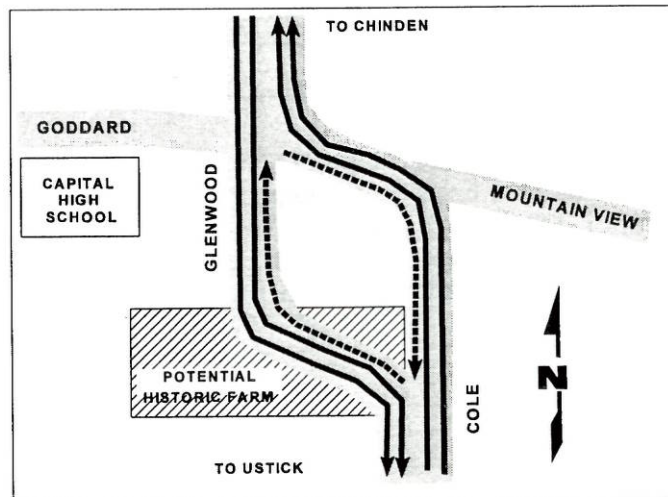 TO CHINDEN
GODDARD
CAPITAL
HIGH
SCHOOL
GLENWOOD
MOUNTAIN VIEW
POTENTIAL
HISTORIC FARM
COLE
N
TO USTICK